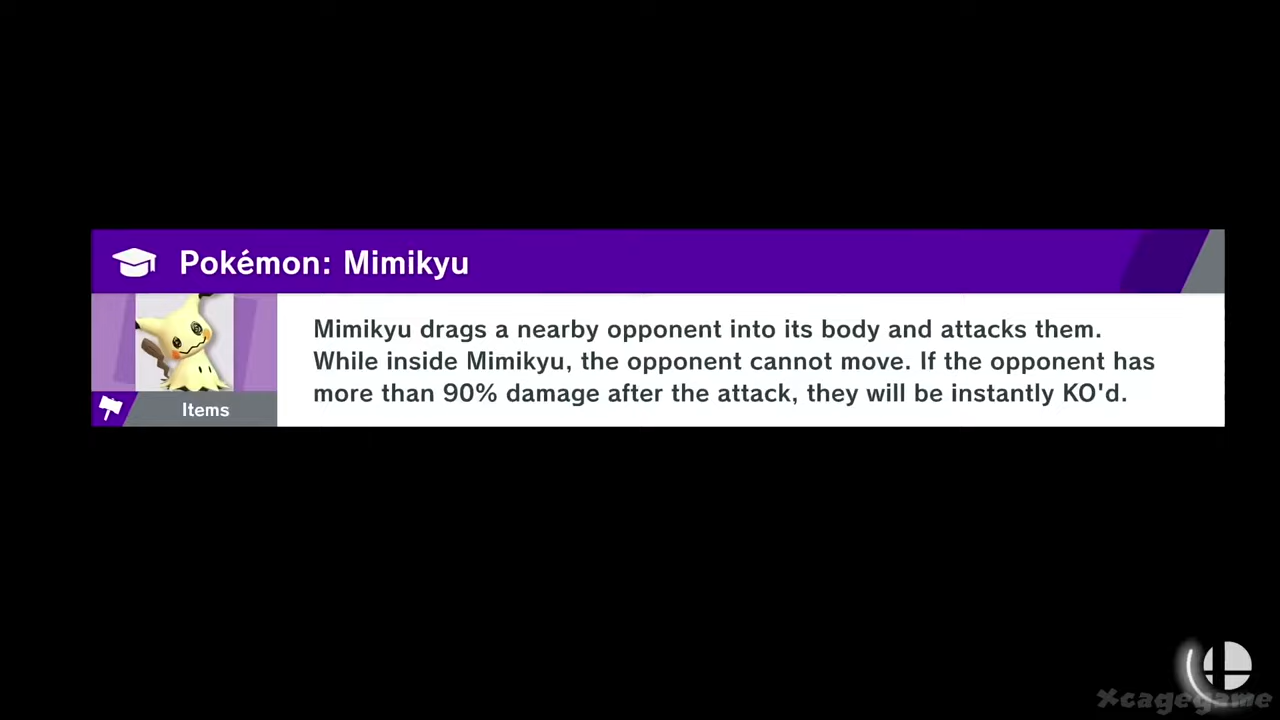 Pokémon: Mimikyu
Mimikyu drags a nearby opponent into its body and attacks them.
While inside Mimikyu, the opponent cannot move. If the opponent has
more than 90% damage after the attack, they will be instantly KO'd.
Items
Xcagegame